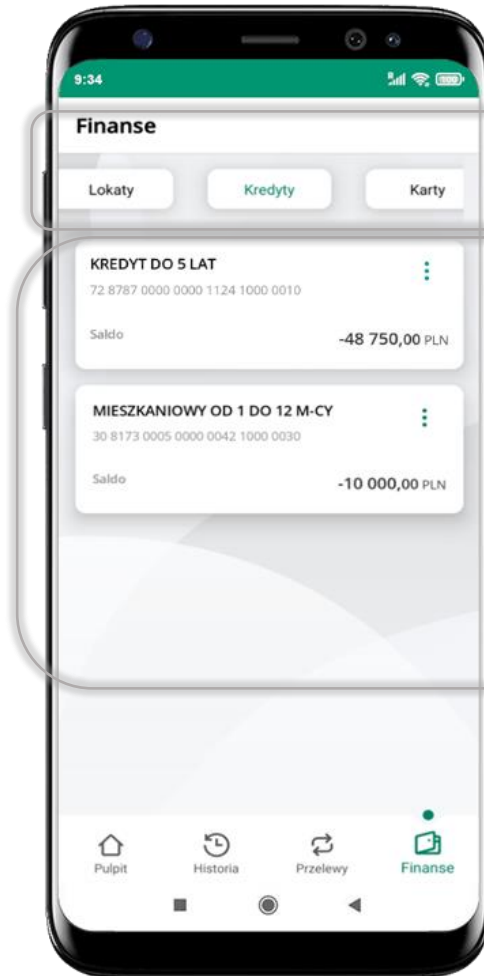 9:34
Finanse
Lokaty Kredyty Karty
KREDYT DO 5 LAT
72 8787 0000 0000 1124 1000 0010
Saldo -48 750,00 PLN
MIESZKANIOWY OD 1 DO 12 M-CY
30 8173 0005 0000 0042 1000 0030
Saldo -10 000,00 PLN
Pulpit Historia Przelewy Finanse